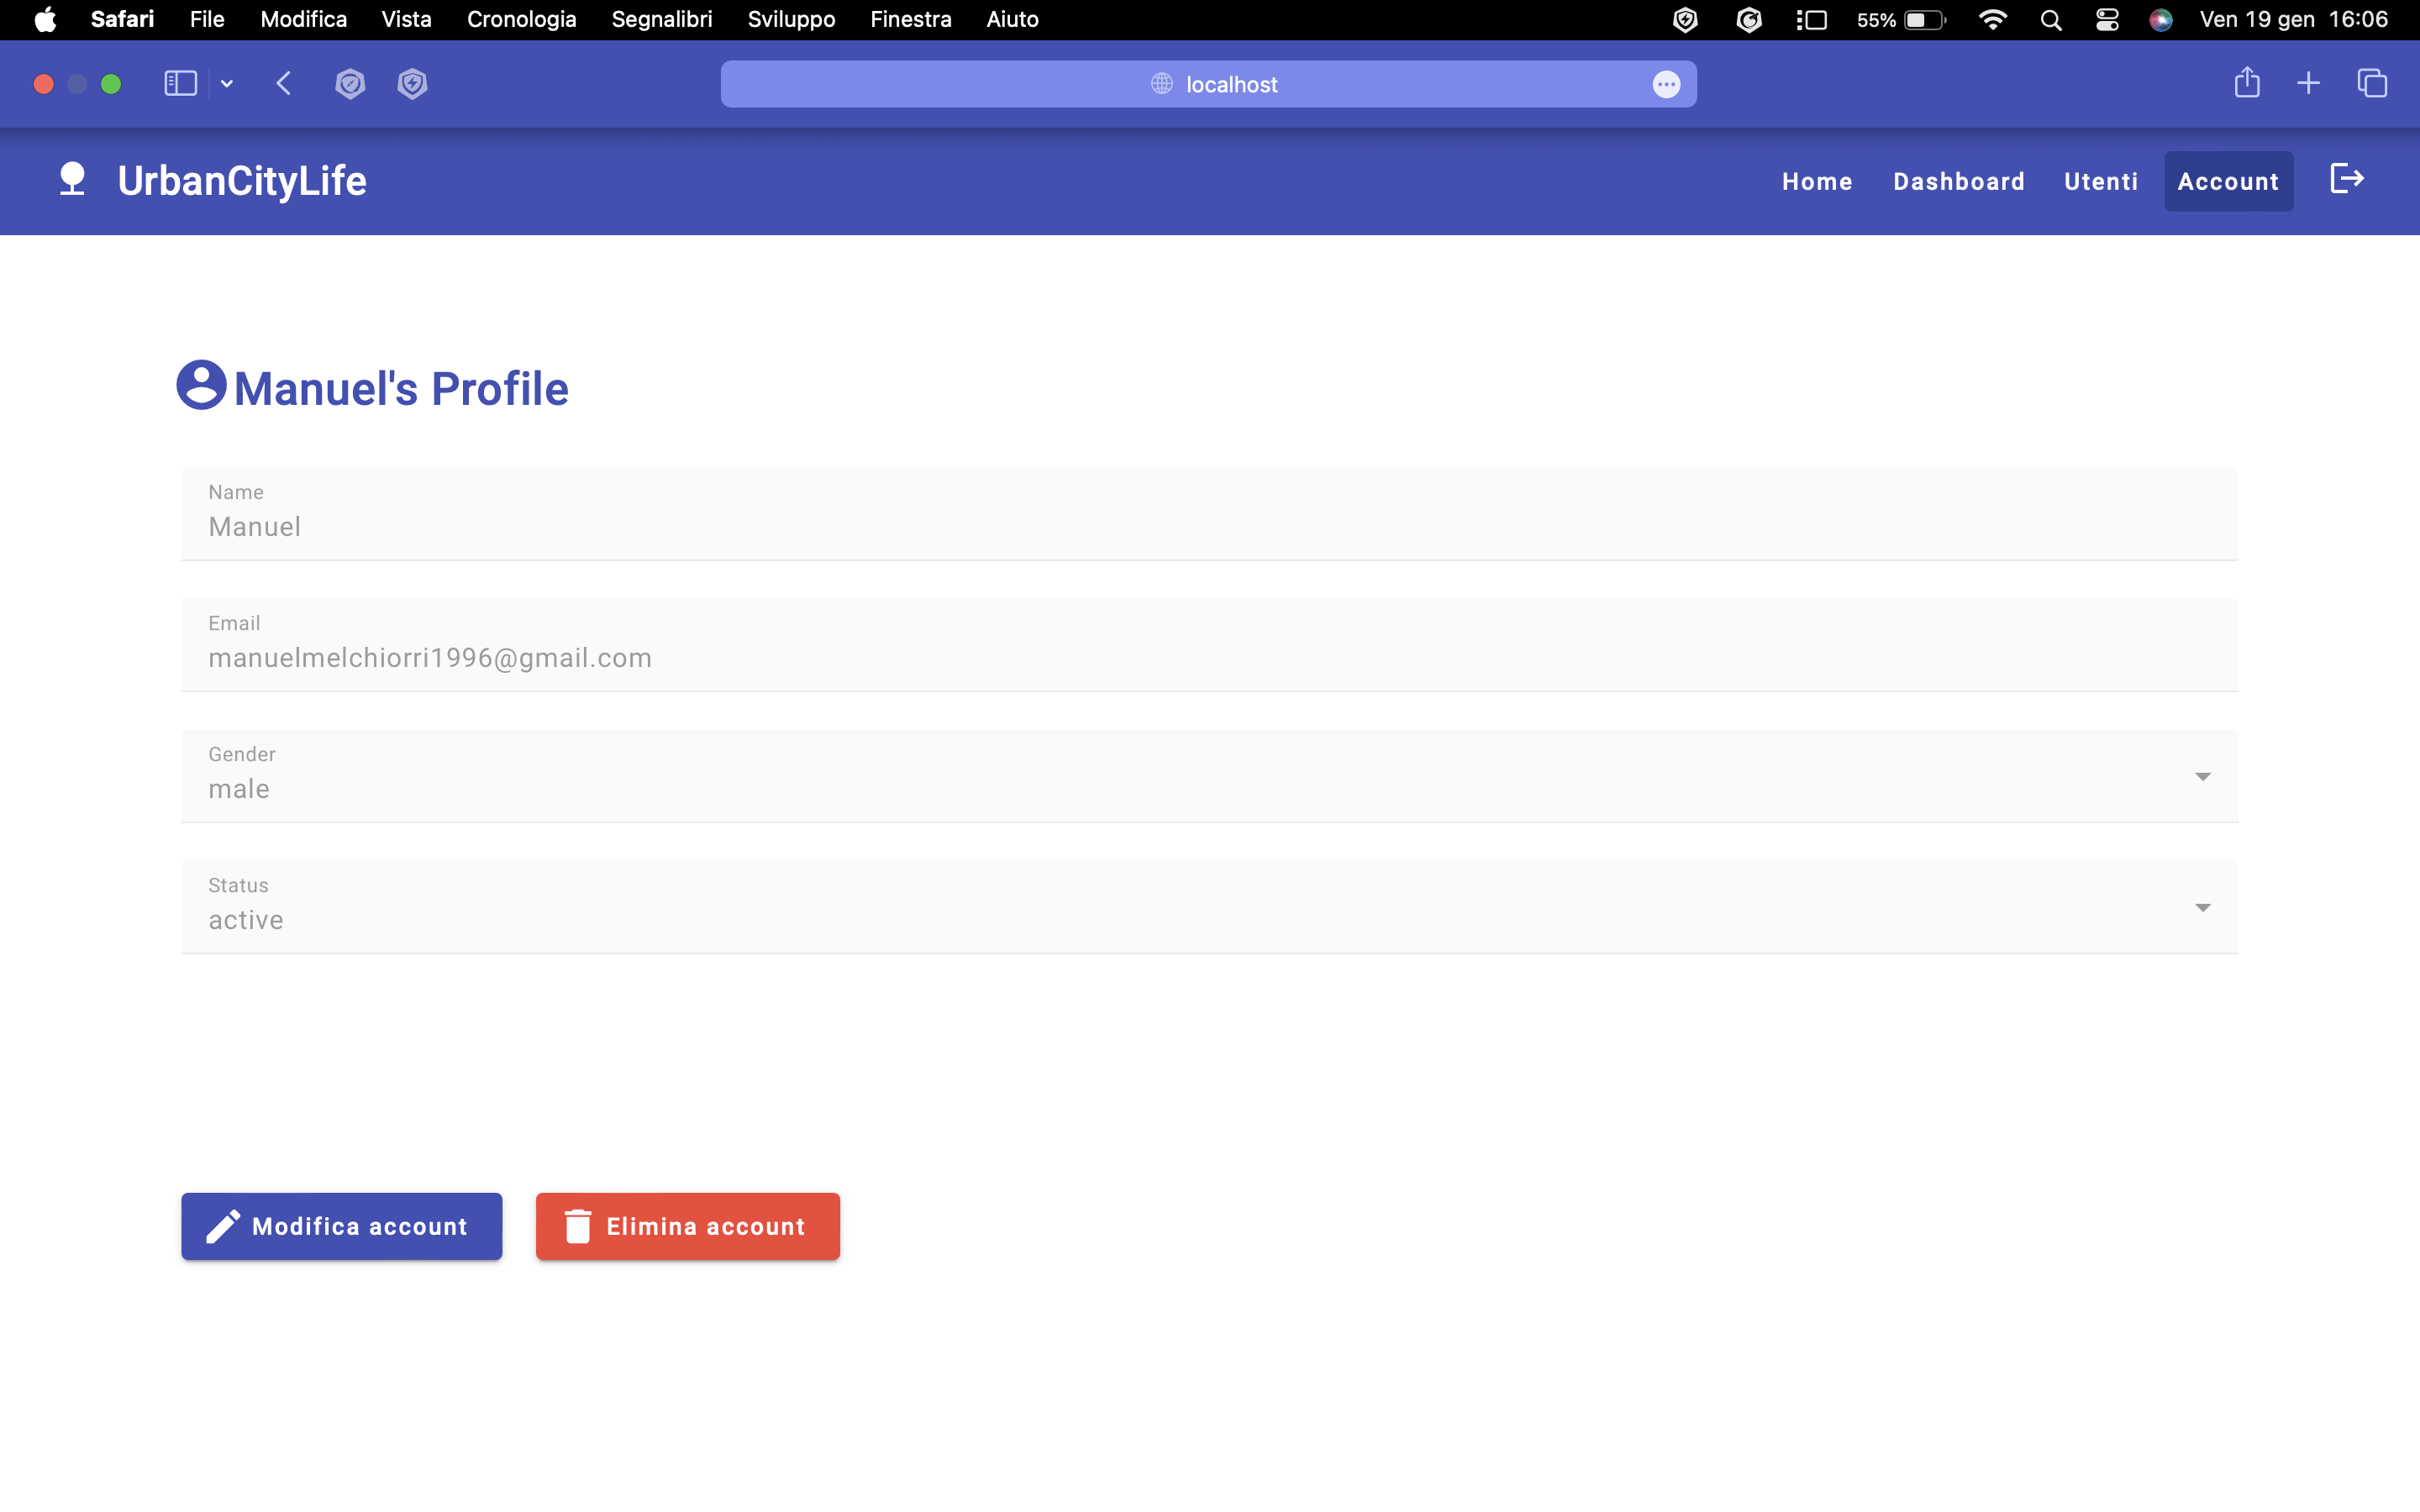 Safari File Modifica Vista Cronologia Segnalibri Sviluppo Finestra Aiuto 55% Ven 19 gen 16:06
localhost
UrbanCityLife Home Dashboard Utenti Account
Manuel's Profile
Name
Manuel
Email
manuelmelchiorri1996@gmail.com
Gender
male
Status
active
Modifica account Elimina account